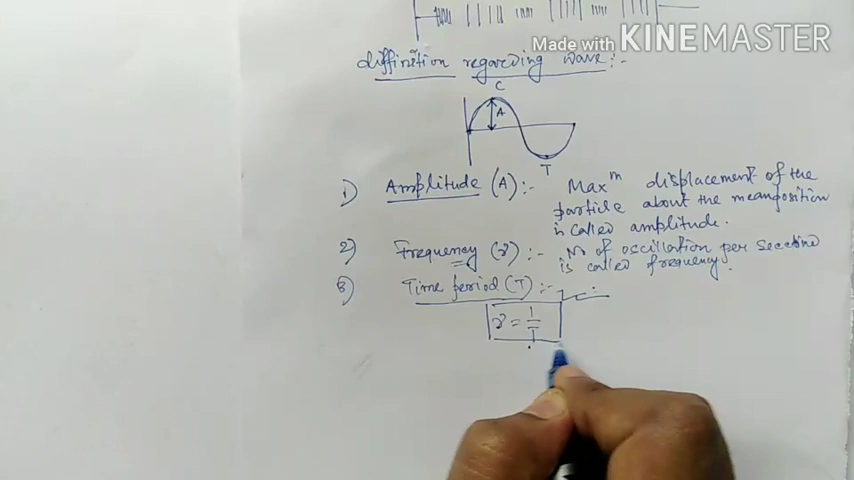 Made with KINEMASTER
diffinetion regarding wave:-
C
A
T
1) Amplitude (A) :- Max^m displacement of the
particle about the meanposition
is called amplitude.
2) Frequency (ν) :- No of oscillation per second
is called frequency.
3) Time period (T) :-
ν = 1/T